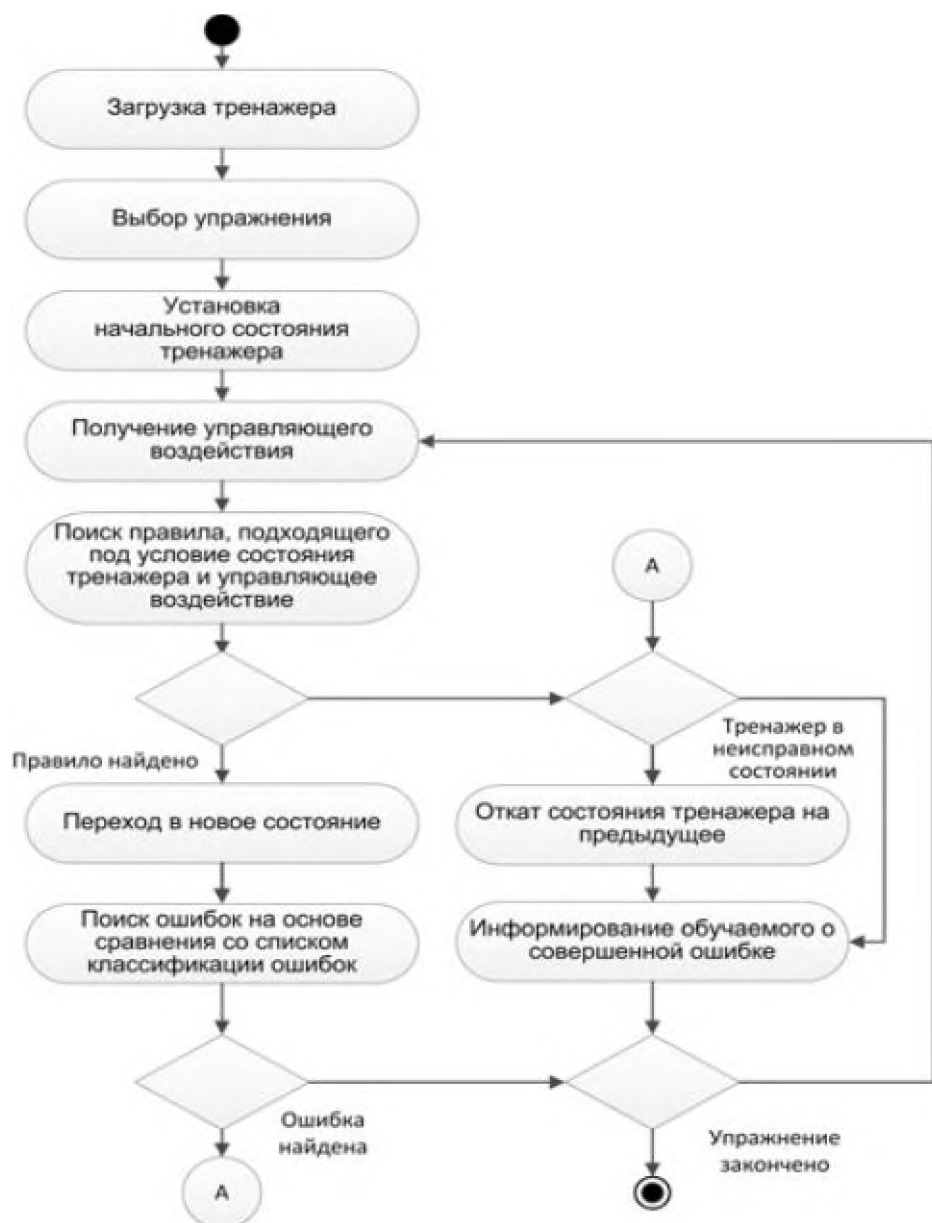 Загрузка тренажера
Выбор упражнения
Установка
начального состояния
тренажера
Получение управляющего
воздействия
Поиск правила, подходящего
под условие состояния
тренажера и управляющее
воздействие
А
Правило найдено
Тренажер в
неисправном
состоянии
Переход в новое состояние
Откат состояния тренажера на
предыдущее
Поиск ошибок на основе
сравнения со списком
классификации ошибок
Информирование обучаемого о
совершенной ошибке
Ошибка
найдена
Упражнение
закончено
А